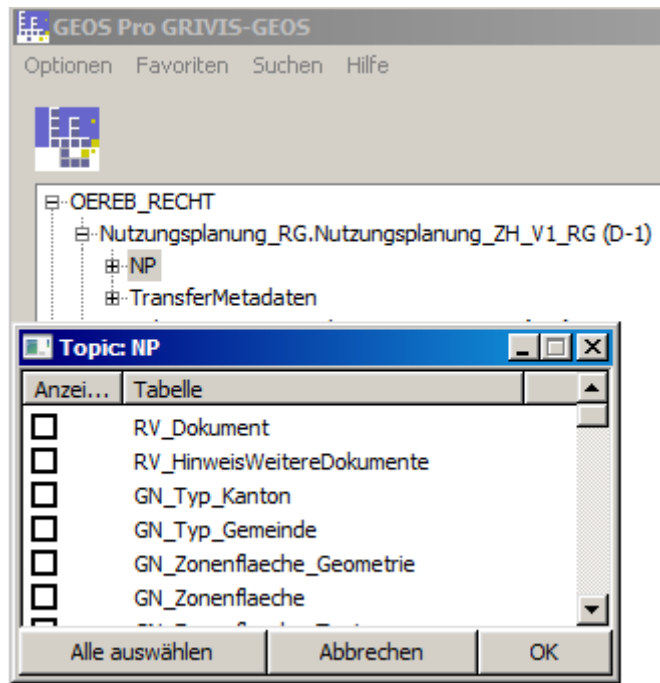 GEOS Pro GRIVIS-GEOS
Optionen Favoriten Suchen Hilfe
OEREB_RECHT
Nutzungsplanung_RG.Nutzungsplanung_ZH_V1_RG (D-1)
NP
TransferMetadaten
Topic: NP
Anzei... Tabelle
RV_Dokument
RV_HinweisWeitereDokumente
GN_Typ_Kanton
GN_Typ_Gemeinde
GN_Zonenflaeche_Geometrie
GN_Zonenflaeche
Alle auswählen Abbrechen OK